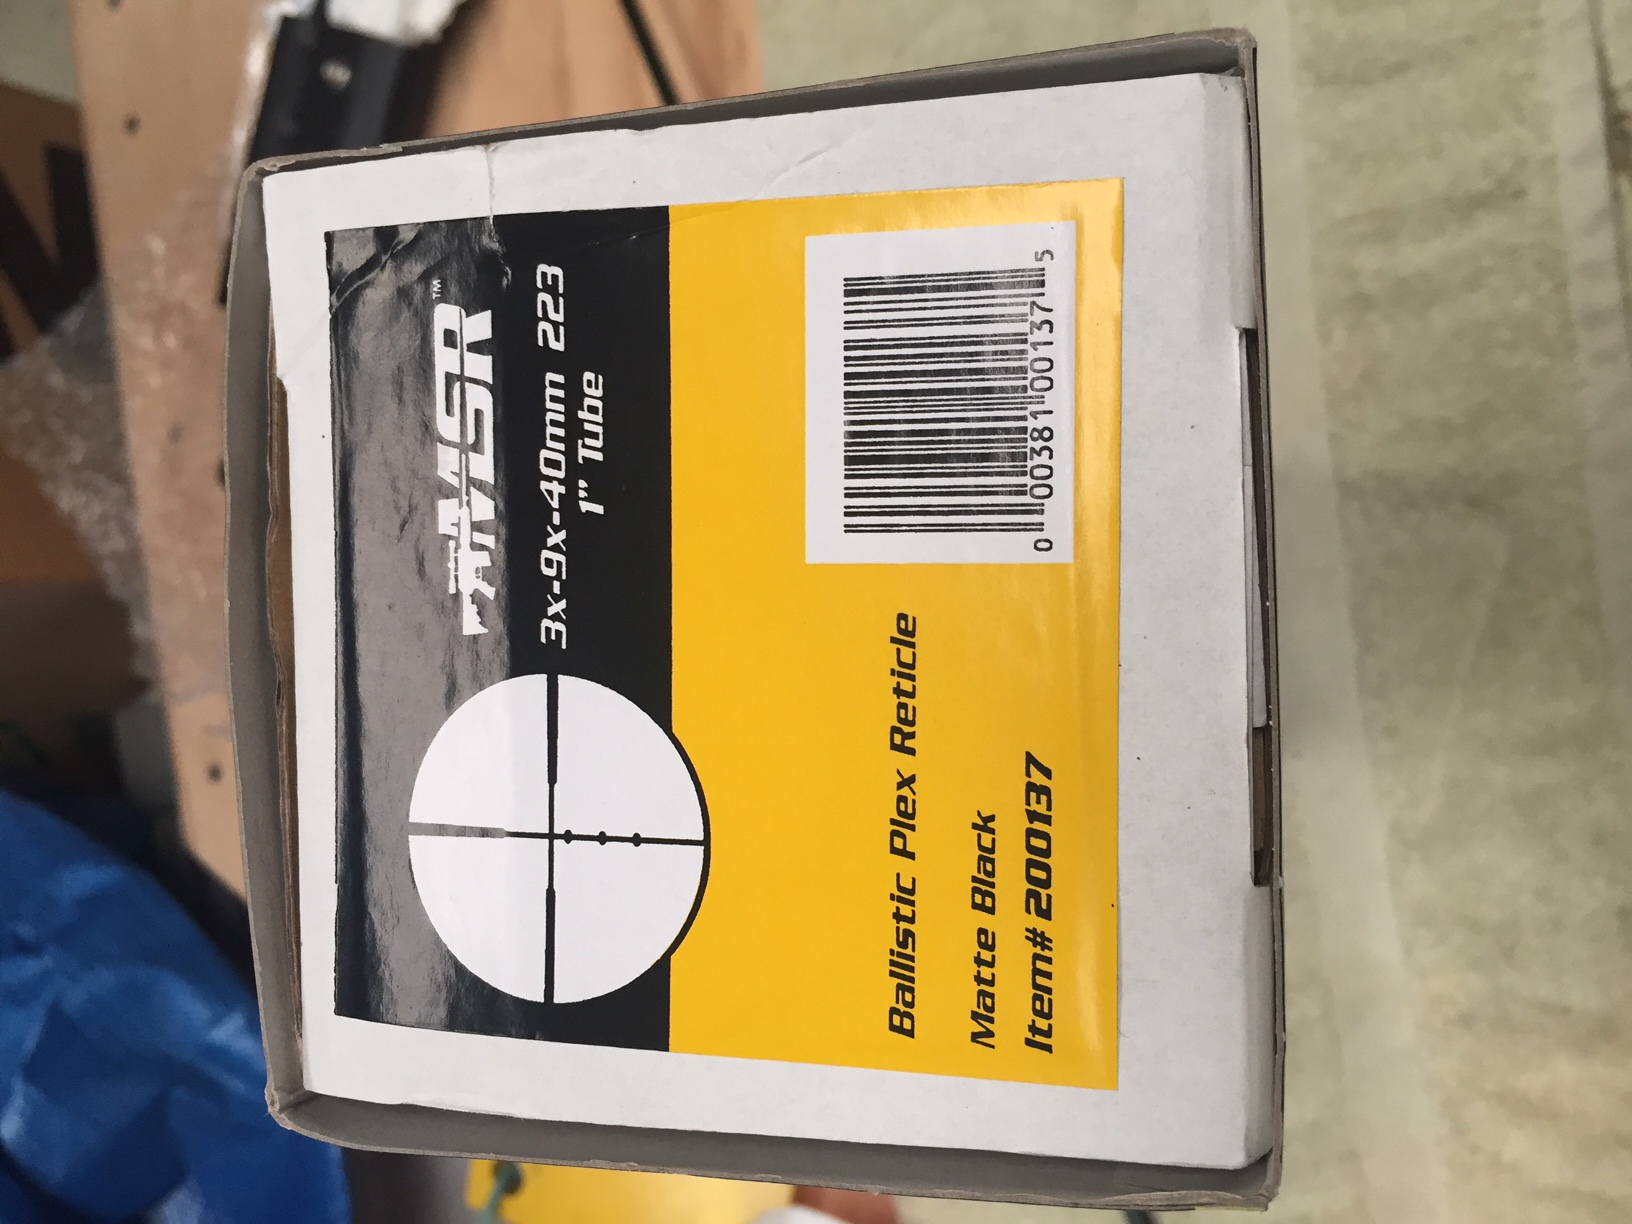 MSR™
3x-9x-40mm 223
1" Tube
Ballistic Plex Reticle
Matte Black
Item# 200137
0 00381 00137 5